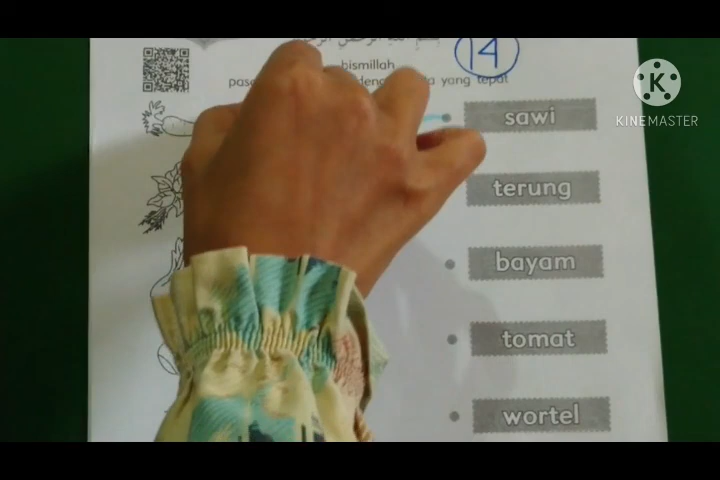 14
bismillah
yang tepat
sawi
terung
bayam
tomat
wortel
K
KINEMASTER